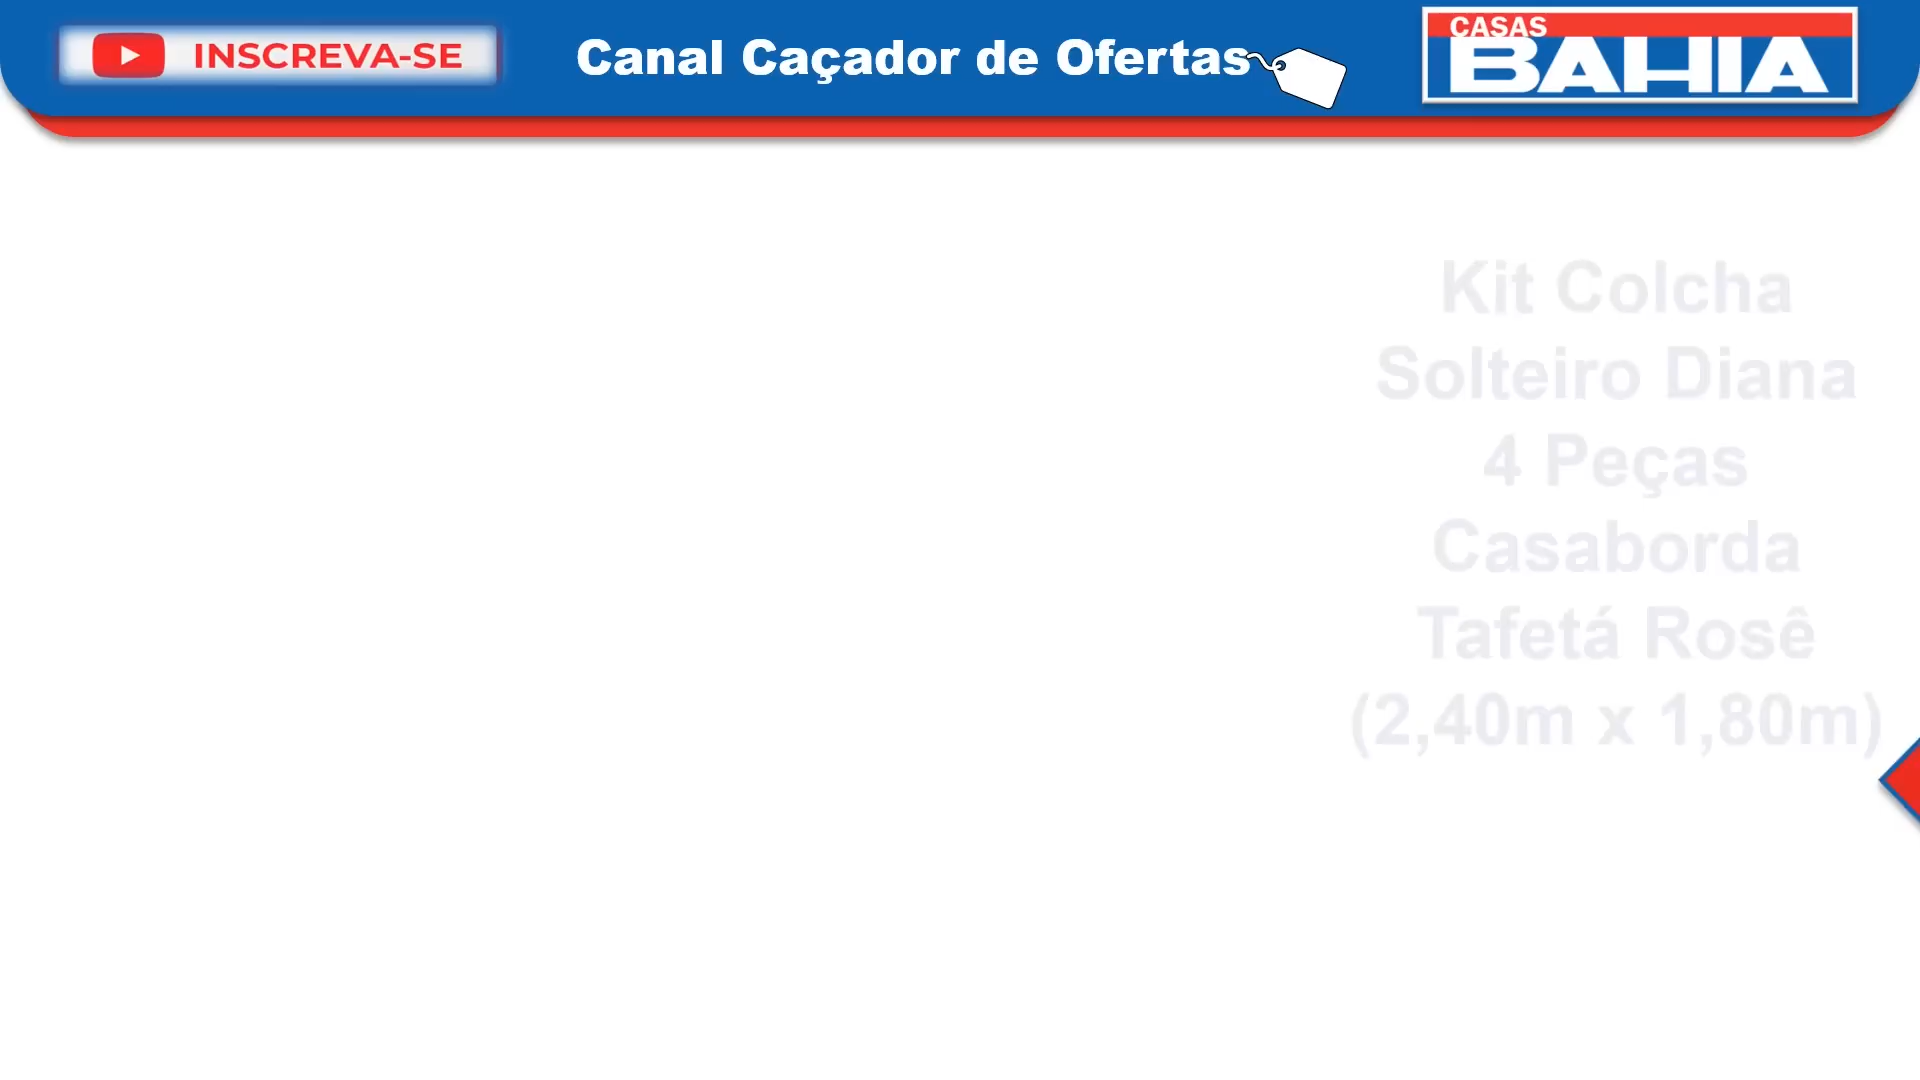 INSCREVA-SE
Canal Caçador de Ofertas
CASAS
BAHIA
Kit Colcha
Solteiro Diana
4 Peças
Casaborda
Tafetá Rosê
(2,40m x 1,80m)